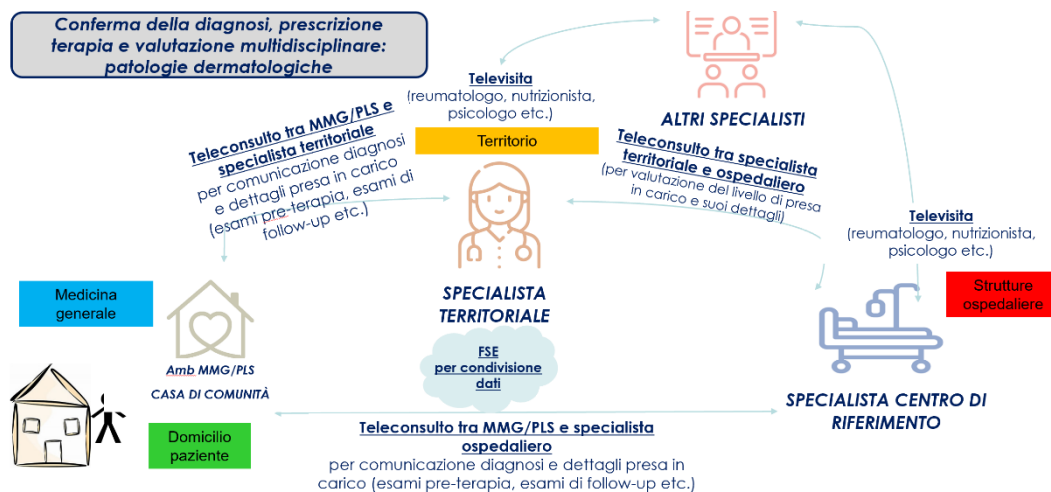 Conferma della diagnosi, prescrizione
terapia e valutazione multidisciplinare:
patologie dermatologiche
Televisita
(reumatologo, nutrizionista,
psicologo etc.)
ALTRI SPECIALISTI
Teleconsulto tra MMG/PLS e
specialista territoriale
per comunicazione diagnosi
e dettagli presa in carico
(esami pre-terapia, esami di
follow-up etc.)
Territorio
Teleconsulto tra specialista
territoriale e ospedaliero
(per valutazione del livello di presa
in carico e suoi dettagli)
Televisita
(reumatologo, nutrizionista,
psicologo etc.)
Medicina
generale
Strutture
ospedaliere
SPECIALISTA
TERRITORIALE
FSE
per condivisione
dati
Amb MMG/PLS
CASA DI COMUNITÀ
SPECIALISTA CENTRO DI
RIFERIMENTO
Domicilio
paziente
Teleconsulto tra MMG/PLS e specialista
ospedaliero
per comunicazione diagnosi e dettagli presa in
carico (esami pre-terapia, esami di follow-up etc.)